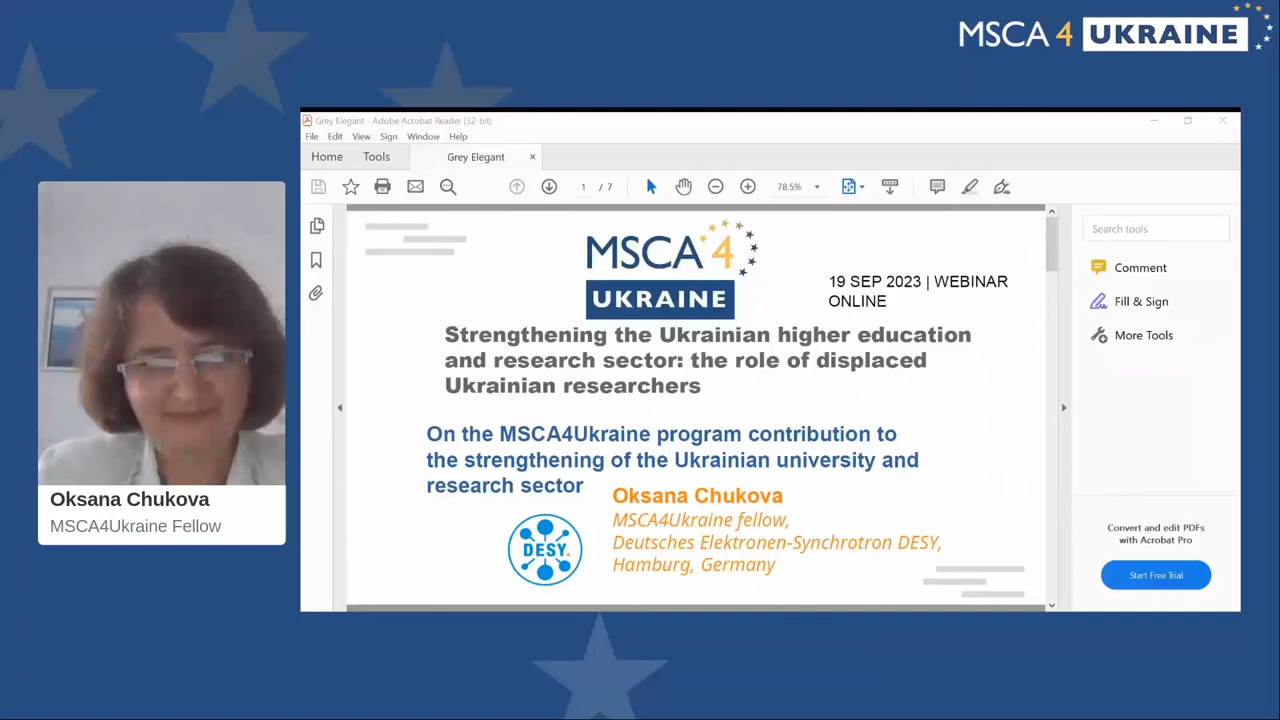 MSCA 4 UKRAINE
Grey Elegant - Adobe Acrobat Reader (32-bit)
File Edit View Sign Window Help
Home Tools Grey Elegant ×
1 / 7 78.5%
MSCA 4
UKRAINE
19 SEP 2023 | WEBINAR
ONLINE
Strengthening the Ukrainian higher education
and research sector: the role of displaced
Ukrainian researchers
On the MSCA4Ukraine program contribution to
the strengthening of the Ukrainian university and
research sector
Oksana Chukova
MSCA4Ukraine fellow,
Deutsches Elektronen-Synchrotron DESY,
Hamburg, Germany
DESY.
Search tools
Comment
Fill & Sign
More Tools
Convert and edit PDFs
with Acrobat Pro
Start Free Trial
Oksana Chukova
MSCA4Ukraine Fellow